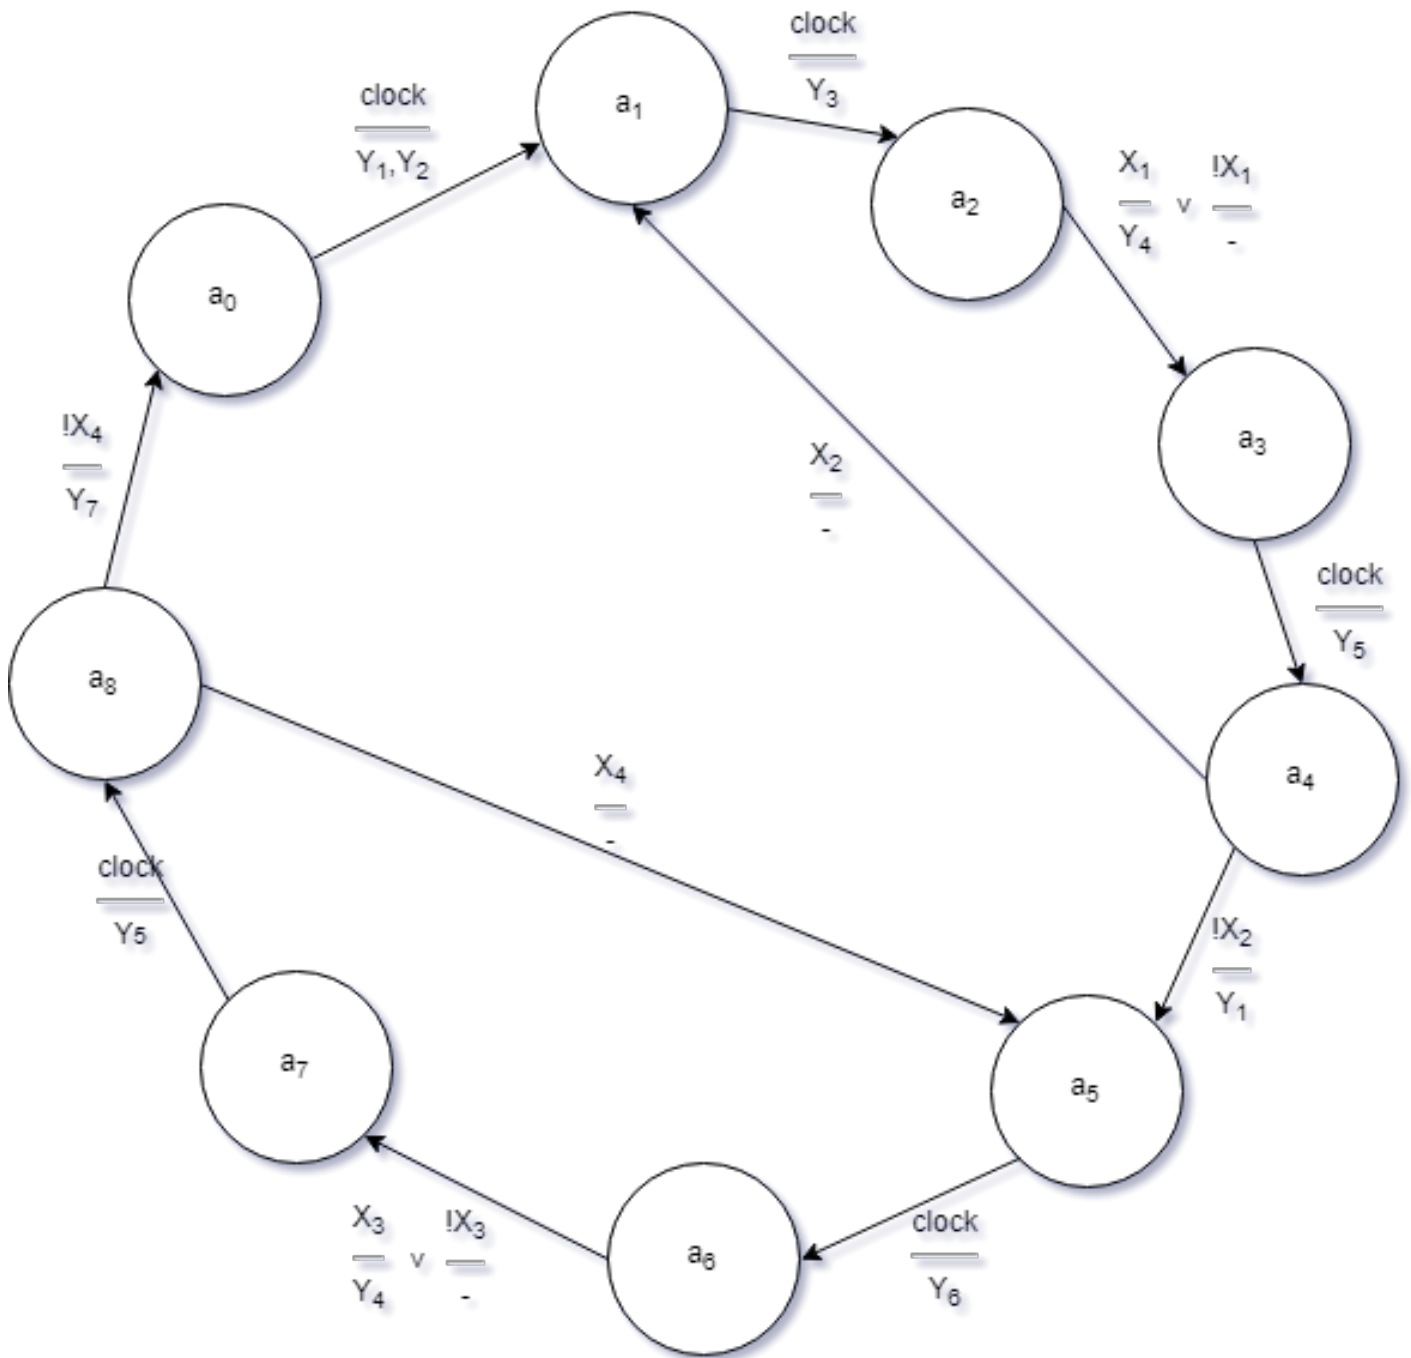 clock
Y₃
a₁
clock
Y₁,Y₂
a₂
X₁
Y₄
v
!X₁
-
a₀
a₃
!X₄
Y₇
X₂
-
clock
Y₅
a₈
a₄
X₄
-
clock
Y5
!X₂
Y₁
a₇
a₅
X₃
Y₄
v
!X₃
-
a₆
clock
Y₆